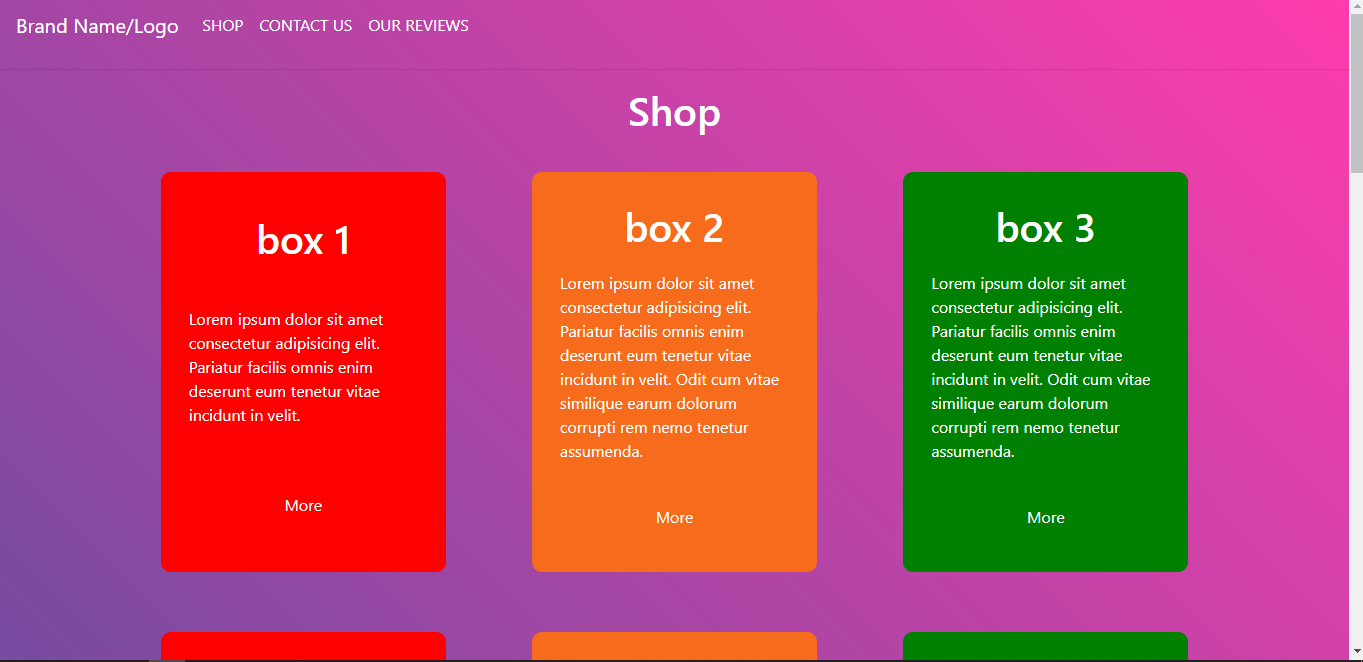 Brand Name/Logo SHOP CONTACT US OUR REVIEWS
Shop
box 1
Lorem ipsum dolor sit amet
consectetur adipisicing elit.
Pariatur facilis omnis enim
deserunt eum tenetur vitae
incidunt in velit.
More
box 2
Lorem ipsum dolor sit amet
consectetur adipisicing elit.
Pariatur facilis omnis enim
deserunt eum tenetur vitae
incidunt in velit. Odit cum vitae
similique earum dolorum
corrupti rem nemo tenetur
assumenda.
More
box 3
Lorem ipsum dolor sit amet
consectetur adipisicing elit.
Pariatur facilis omnis enim
deserunt eum tenetur vitae
incidunt in velit. Odit cum vitae
similique earum dolorum
corrupti rem nemo tenetur
assumenda.
More